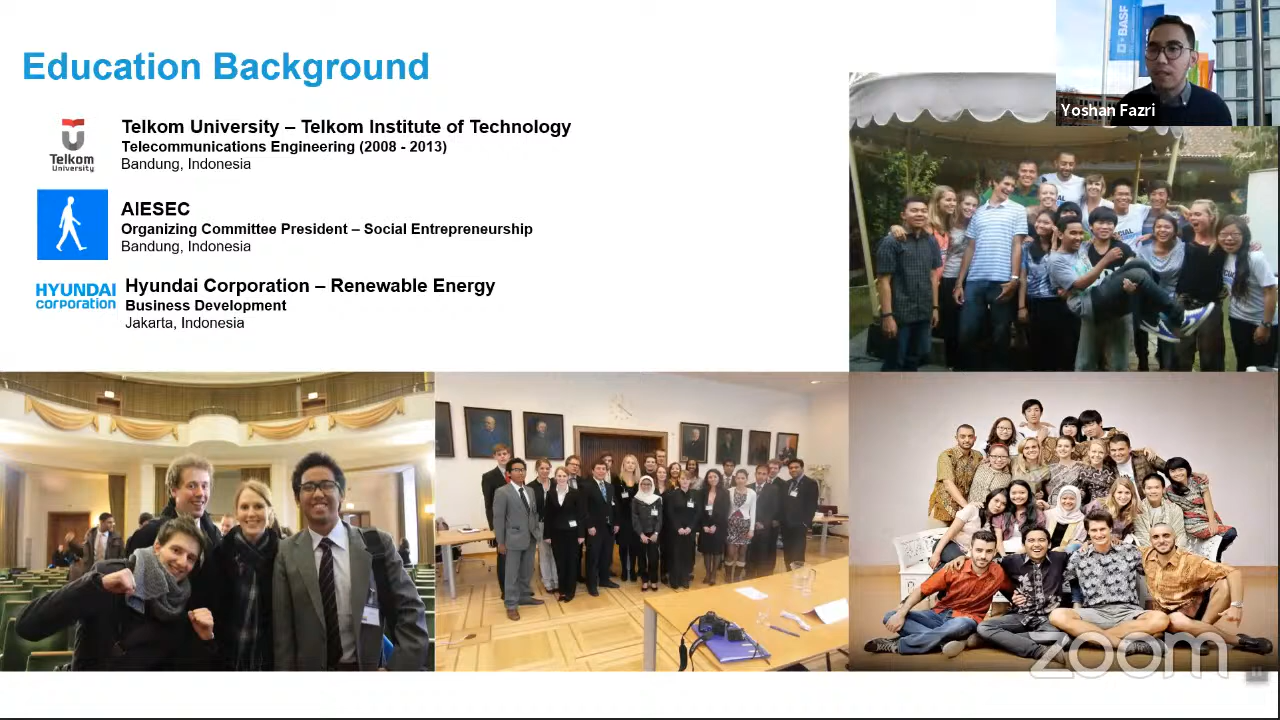 Education Background
Telkom
University
Telkom University – Telkom Institute of Technology
Telecommunications Engineering (2008 - 2013)
Bandung, Indonesia
AIESEC
Organizing Committee President – Social Entrepreneurship
Bandung, Indonesia
HYUNDAI
corporation
Hyundai Corporation – Renewable Energy
Business Development
Jakarta, Indonesia
BASF
Yoshan Fazri
zoom